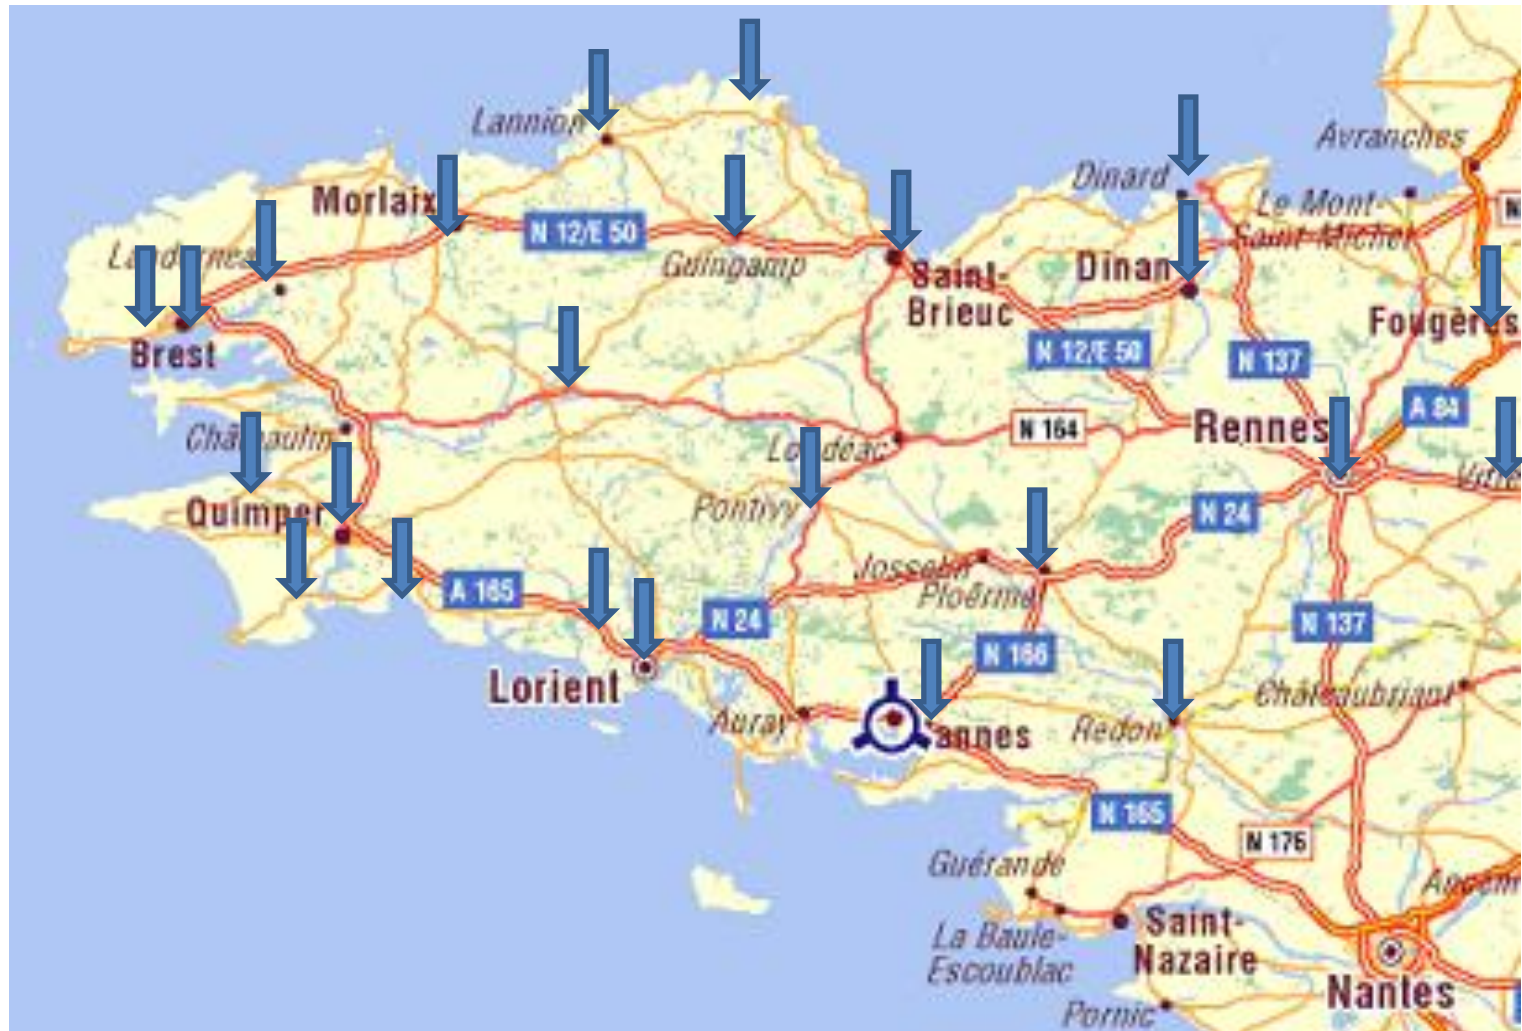 Lannion
Avranches
Dinard
Morlaix
Le Mont-
Saint-Michel
N 12/E 50
Guingamp
Saint-
Brieuc
Dinan
Fougères
Brest
N 12/E 50
N 137
A 84
N 164
Rennes
Quimper
Pontivy
N 24
A 165
Ploërmel
N 24
N 137
N 166
Lorient
Châteaubriant
Auray
annes
Redon
N 165
N 176
Guérande
Saint-
Nazaire
La Baule-
Escoublac
Nantes
Pornic